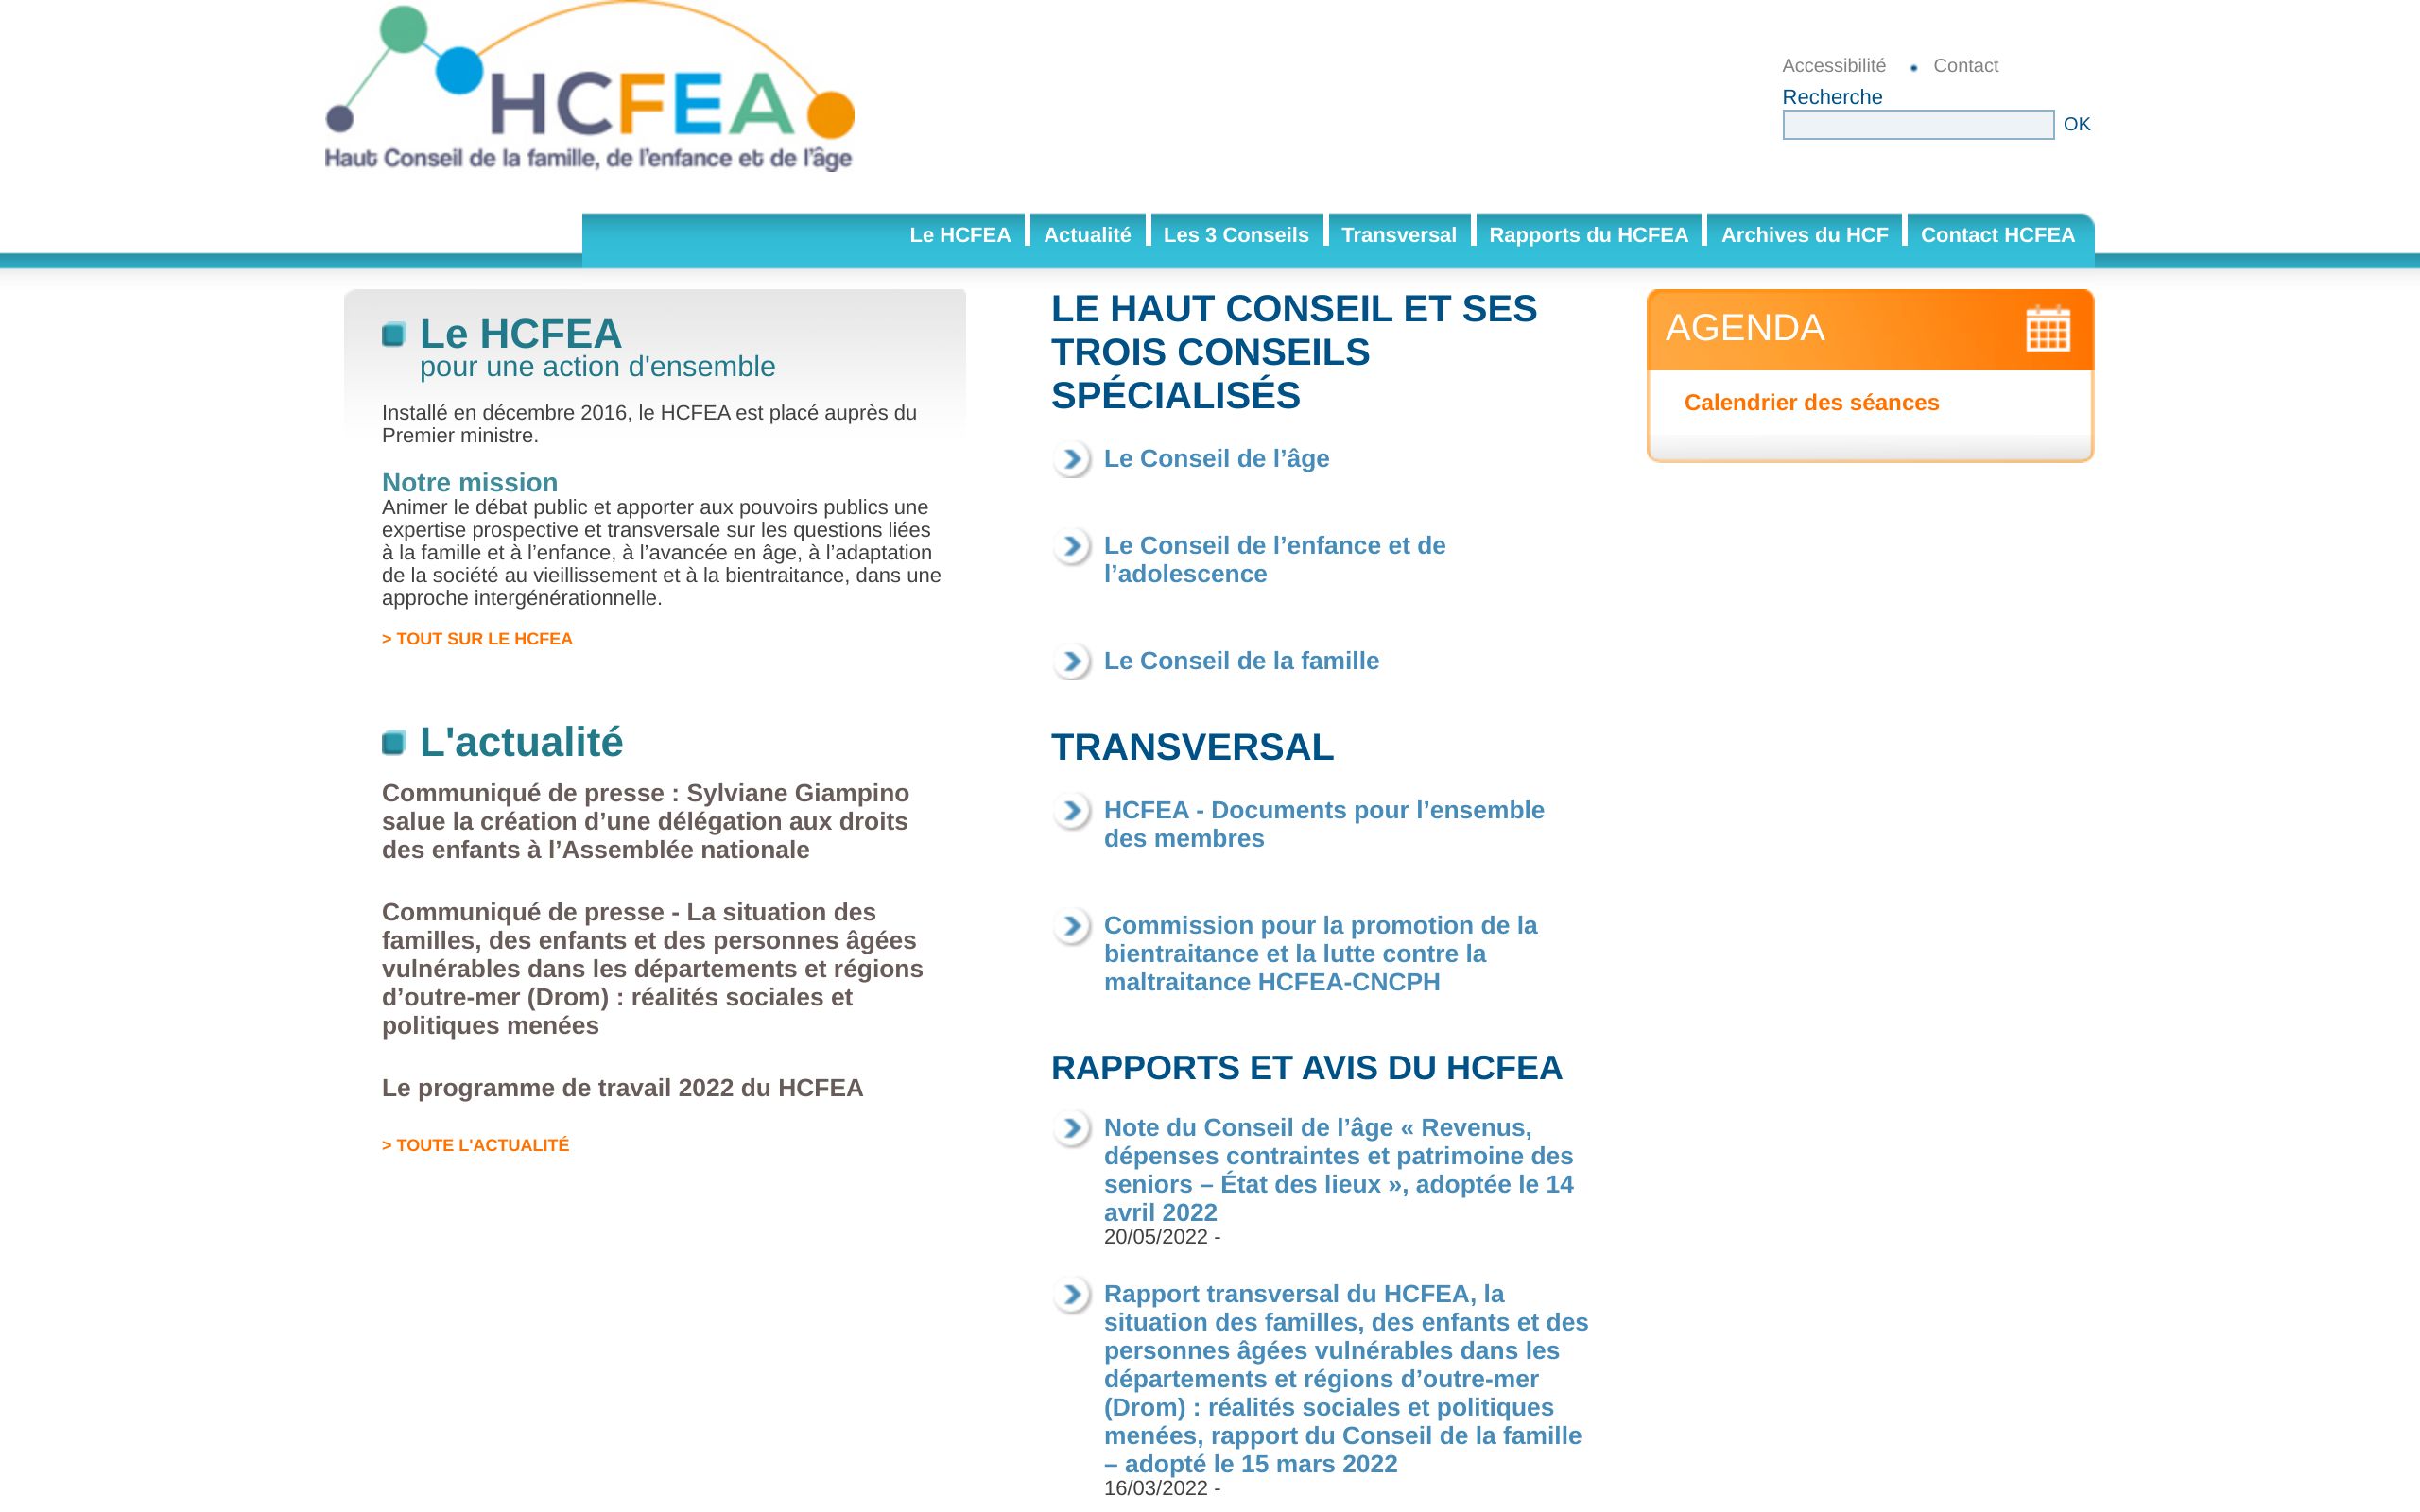 HCFEA
Haut Conseil de la famille, de l'enfance et de l'âge
Accessibilité • Contact
Recherche
OK
Le HCFEA
Actualité
Les 3 Conseils
Transversal
Rapports du HCFEA
Archives du HCF
Contact HCFEA
Le HCFEA
pour une action d'ensemble
Installé en décembre 2016, le HCFEA est placé auprès du
Premier ministre.
Notre mission
Animer le débat public et apporter aux pouvoirs publics une
expertise prospective et transversale sur les questions liées
à la famille et à l’enfance, à l’avancée en âge, à l’adaptation
de la société au vieillissement et à la bientraitance, dans une
approche intergénérationnelle.
> TOUT SUR LE HCFEA
L'actualité
Communiqué de presse : Sylviane Giampino
salue la création d’une délégation aux droits
des enfants à l’Assemblée nationale
Communiqué de presse - La situation des
familles, des enfants et des personnes âgées
vulnérables dans les départements et régions
d’outre-mer (Drom) : réalités sociales et
politiques menées
Le programme de travail 2022 du HCFEA
> TOUTE L'ACTUALITÉ
LE HAUT CONSEIL ET SES
TROIS CONSEILS
SPÉCIALISÉS
Le Conseil de l’âge
Le Conseil de l’enfance et de
l’adolescence
Le Conseil de la famille
TRANSVERSAL
HCFEA - Documents pour l’ensemble
des membres
Commission pour la promotion de la
bientraitance et la lutte contre la
maltraitance HCFEA-CNCPH
RAPPORTS ET AVIS DU HCFEA
Note du Conseil de l’âge « Revenus,
dépenses contraintes et patrimoine des
seniors – État des lieux », adoptée le 14
avril 2022
20/05/2022 -
Rapport transversal du HCFEA, la
situation des familles, des enfants et des
personnes âgées vulnérables dans les
départements et régions d’outre-mer
(Drom) : réalités sociales et politiques
menées, rapport du Conseil de la famille
– adopté le 15 mars 2022
16/03/2022 -
AGENDA
Calendrier des séances